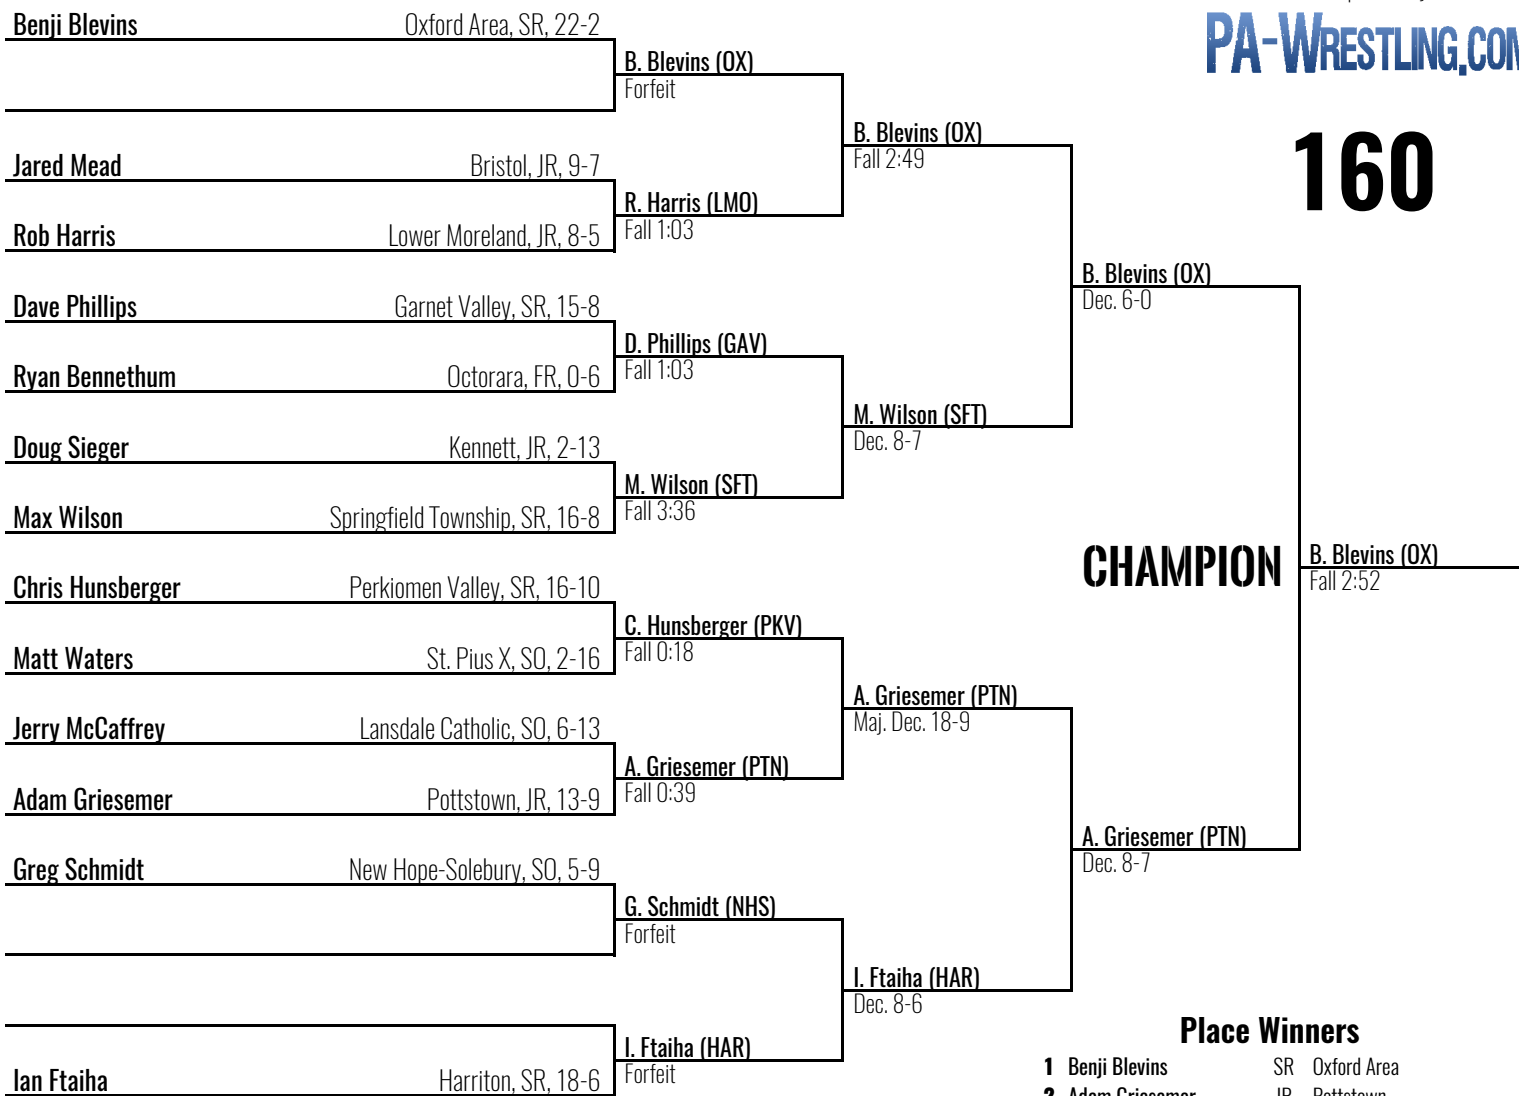 Benji Blevins Oxford Area, SR, 22-2
B. Blevins (OX)
Forfeit
PA-WRESTLING.COM
B. Blevins (OX)
Fall 2:49
160
Jared Mead Bristol, JR, 9-7
R. Harris (LMO)
Fall 1:03
Rob Harris Lower Moreland, JR, 8-5
B. Blevins (OX)
Dec. 6-0
Dave Phillips Garnet Valley, SR, 15-8
D. Phillips (GAV)
Fall 1:03
Ryan Bennethum Octorara, FR, 0-6
M. Wilson (SFT)
Dec. 8-7
Doug Sieger Kennett, JR, 2-13
M. Wilson (SFT)
Fall 3:36
Max Wilson Springfield Township, SR, 16-8
CHAMPION
B. Blevins (OX)
Fall 2:52
Chris Hunsberger Perkiomen Valley, SR, 16-10
C. Hunsberger (PKV)
Fall 0:18
Matt Waters St. Pius X, SO, 2-16
A. Griesemer (PTN)
Maj. Dec. 18-9
Jerry McCaffrey Lansdale Catholic, SO, 6-13
A. Griesemer (PTN)
Fall 0:39
Adam Griesemer Pottstown, JR, 13-9
A. Griesemer (PTN)
Dec. 8-7
Greg Schmidt New Hope-Solebury, SO, 5-9
G. Schmidt (NHS)
Forfeit
I. Ftaiha (HAR)
Dec. 8-6
I. Ftaiha (HAR)
Forfeit
Ian Ftaiha Harriton, SR, 18-6
Place Winners
1 Benji Blevins SR Oxford Area
2 Adam Griesemer JR Pottstown